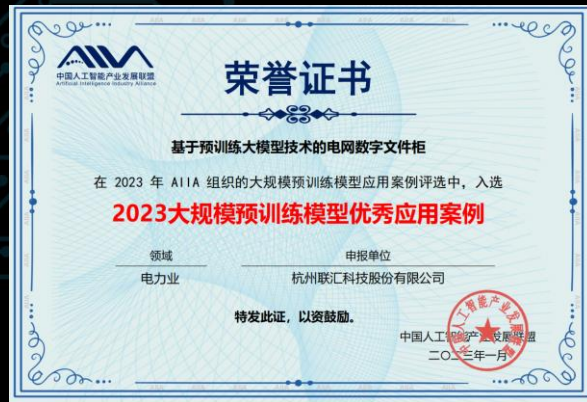 AIIA
中国人工智能产业发展联盟
Artificial Intelligence Industry Alliance
荣誉证书
基于预训练大模型技术的电网数字文件柜
在 2023 年 AIIA 组织的大规模预训练模型应用案例评选中，入选
2023大规模预训练模型优秀应用案例
领域
申报单位
电力业
杭州联汇科技股份有限公司
特发此证，以资鼓励。
中国人工智能产业发展联盟
二〇二三年一月